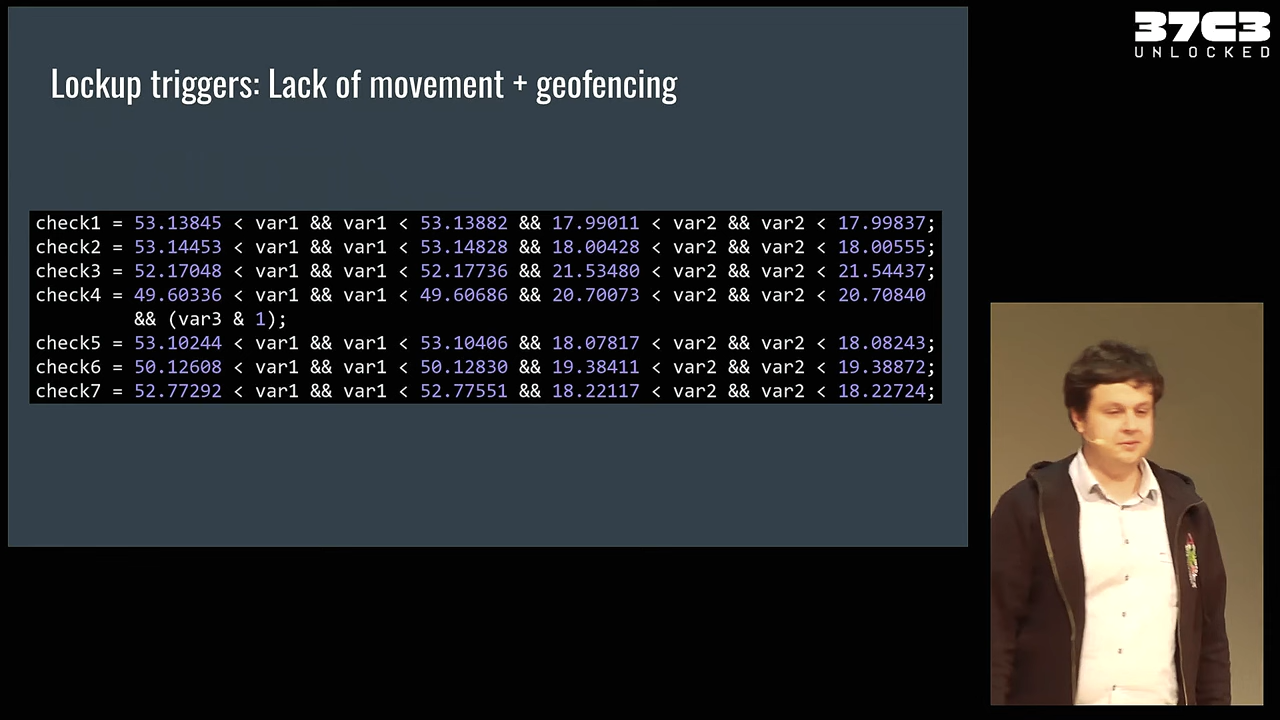 37C3
UNLOCKED
Lockup triggers: Lack of movement + geofencing
check1 = 53.13845 < var1 && var1 < 53.13882 && 17.99011 < var2 && var2 < 17.99837;
check2 = 53.14453 < var1 && var1 < 53.14828 && 18.00428 < var2 && var2 < 18.00555;
check3 = 52.17048 < var1 && var1 < 52.17736 && 21.53480 < var2 && var2 < 21.54437;
check4 = 49.60336 < var1 && var1 < 49.60686 && 20.70073 < var2 && var2 < 20.70840
&& (var3 & 1);
check5 = 53.10244 < var1 && var1 < 53.10406 && 18.07817 < var2 && var2 < 18.08243;
check6 = 50.12608 < var1 && var1 < 50.12830 && 19.38411 < var2 && var2 < 19.38872;
check7 = 52.77292 < var1 && var1 < 52.77551 && 18.22117 < var2 && var2 < 18.22724;